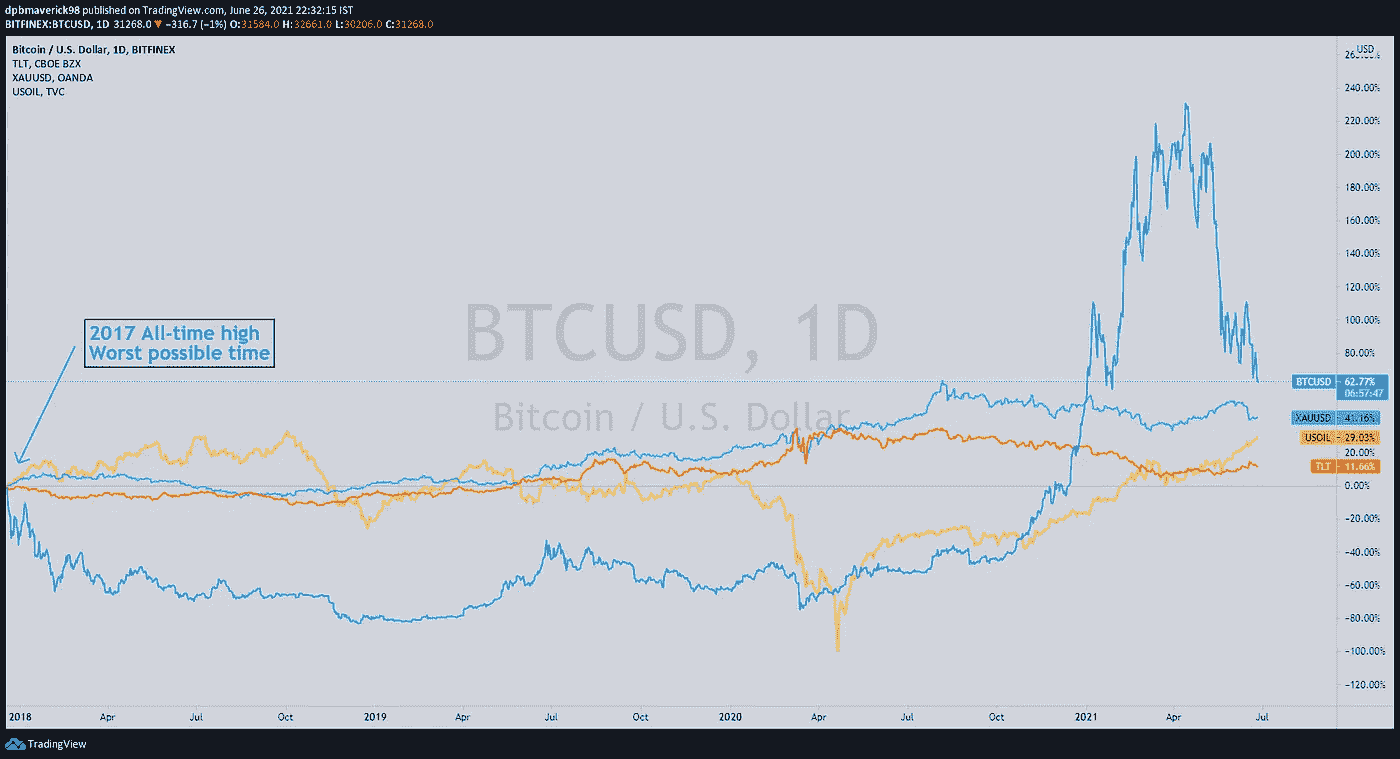 dpbmaverick98 published on TradingView.com, June 26, 2021 22:32:15 IST
BITFINEX:BTCUSD, 1D 31268.0 ▼ −316.7 (−1%) O:31584.0 H:32661.0 L:30206.0 C:31268.0
Bitcoin / U.S. Dollar, 1D, BITFINEX
TLT, CBOE BZX
XAUUSD, OANDA
USOIL, TVC
USD
240.00%
220.00%
200.00%
180.00%
160.00%
140.00%
120.00%
100.00%
80.00%
2017 All-time high
Worst possible time
BTCUSD, 1D
Bitcoin / U.S. Dollar
BTCUSD 62.77%
06:57:47
XAUUSD 41.16%
USOIL 29.03%
20.00%
TLT 11.66%
0.00%
−20.00%
−40.00%
−60.00%
−80.00%
−100.00%
−120.00%
2018 Apr Jul Oct 2019 Apr Jul Oct 2020 Apr Jul Oct 2021 Apr Jul
TradingView